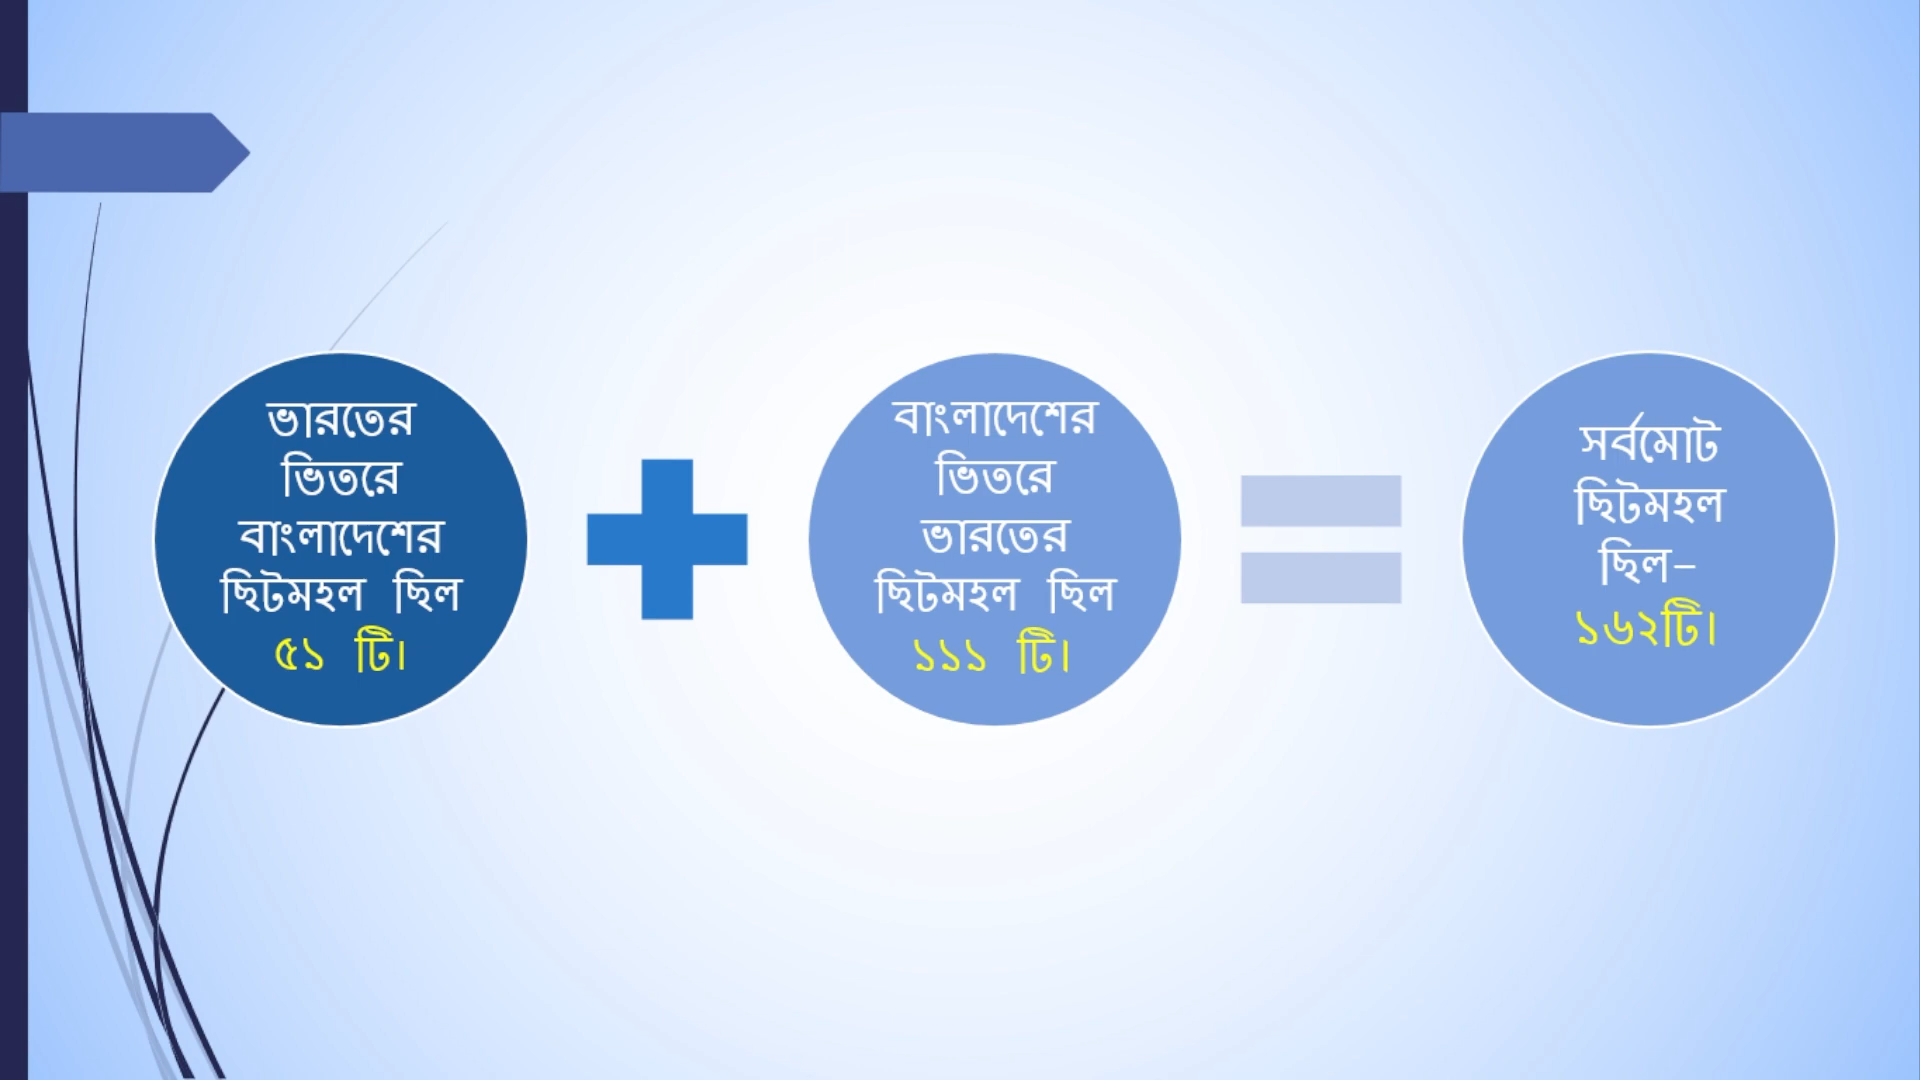 ভারতের
ভিতরে
বাংলাদেশের
ছিটমহল ছিল
৫১ টি।
বাংলাদেশের
ভিতরে
ভারতের
ছিটমহল ছিল
১১১ টি।
সর্বমোট
ছিটমহল
ছিল–
১৬২টি।